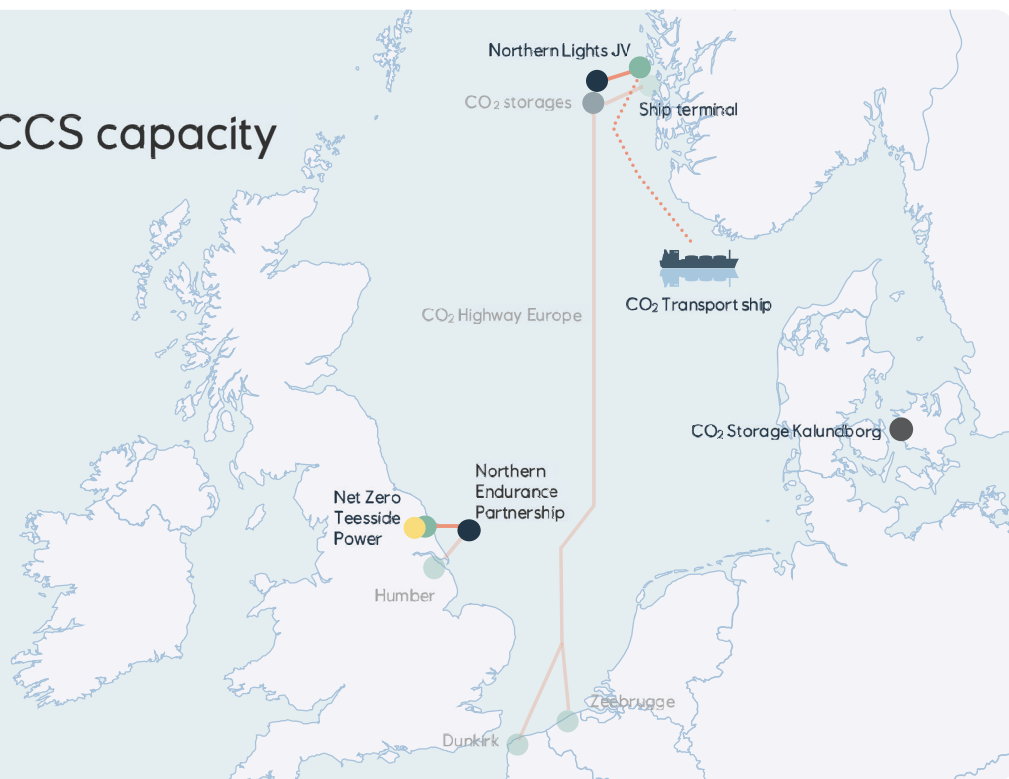 Northern Lights JV
CO₂ storages
Ship terminal
CCS capacity
CO₂ Transport ship
CO₂ Highway Europe
CO₂ Storage Kalundborg
Northern
Endurance
Partnership
Net Zero
Teesside
Power
Humber
Zeebrugge
Dunkirk